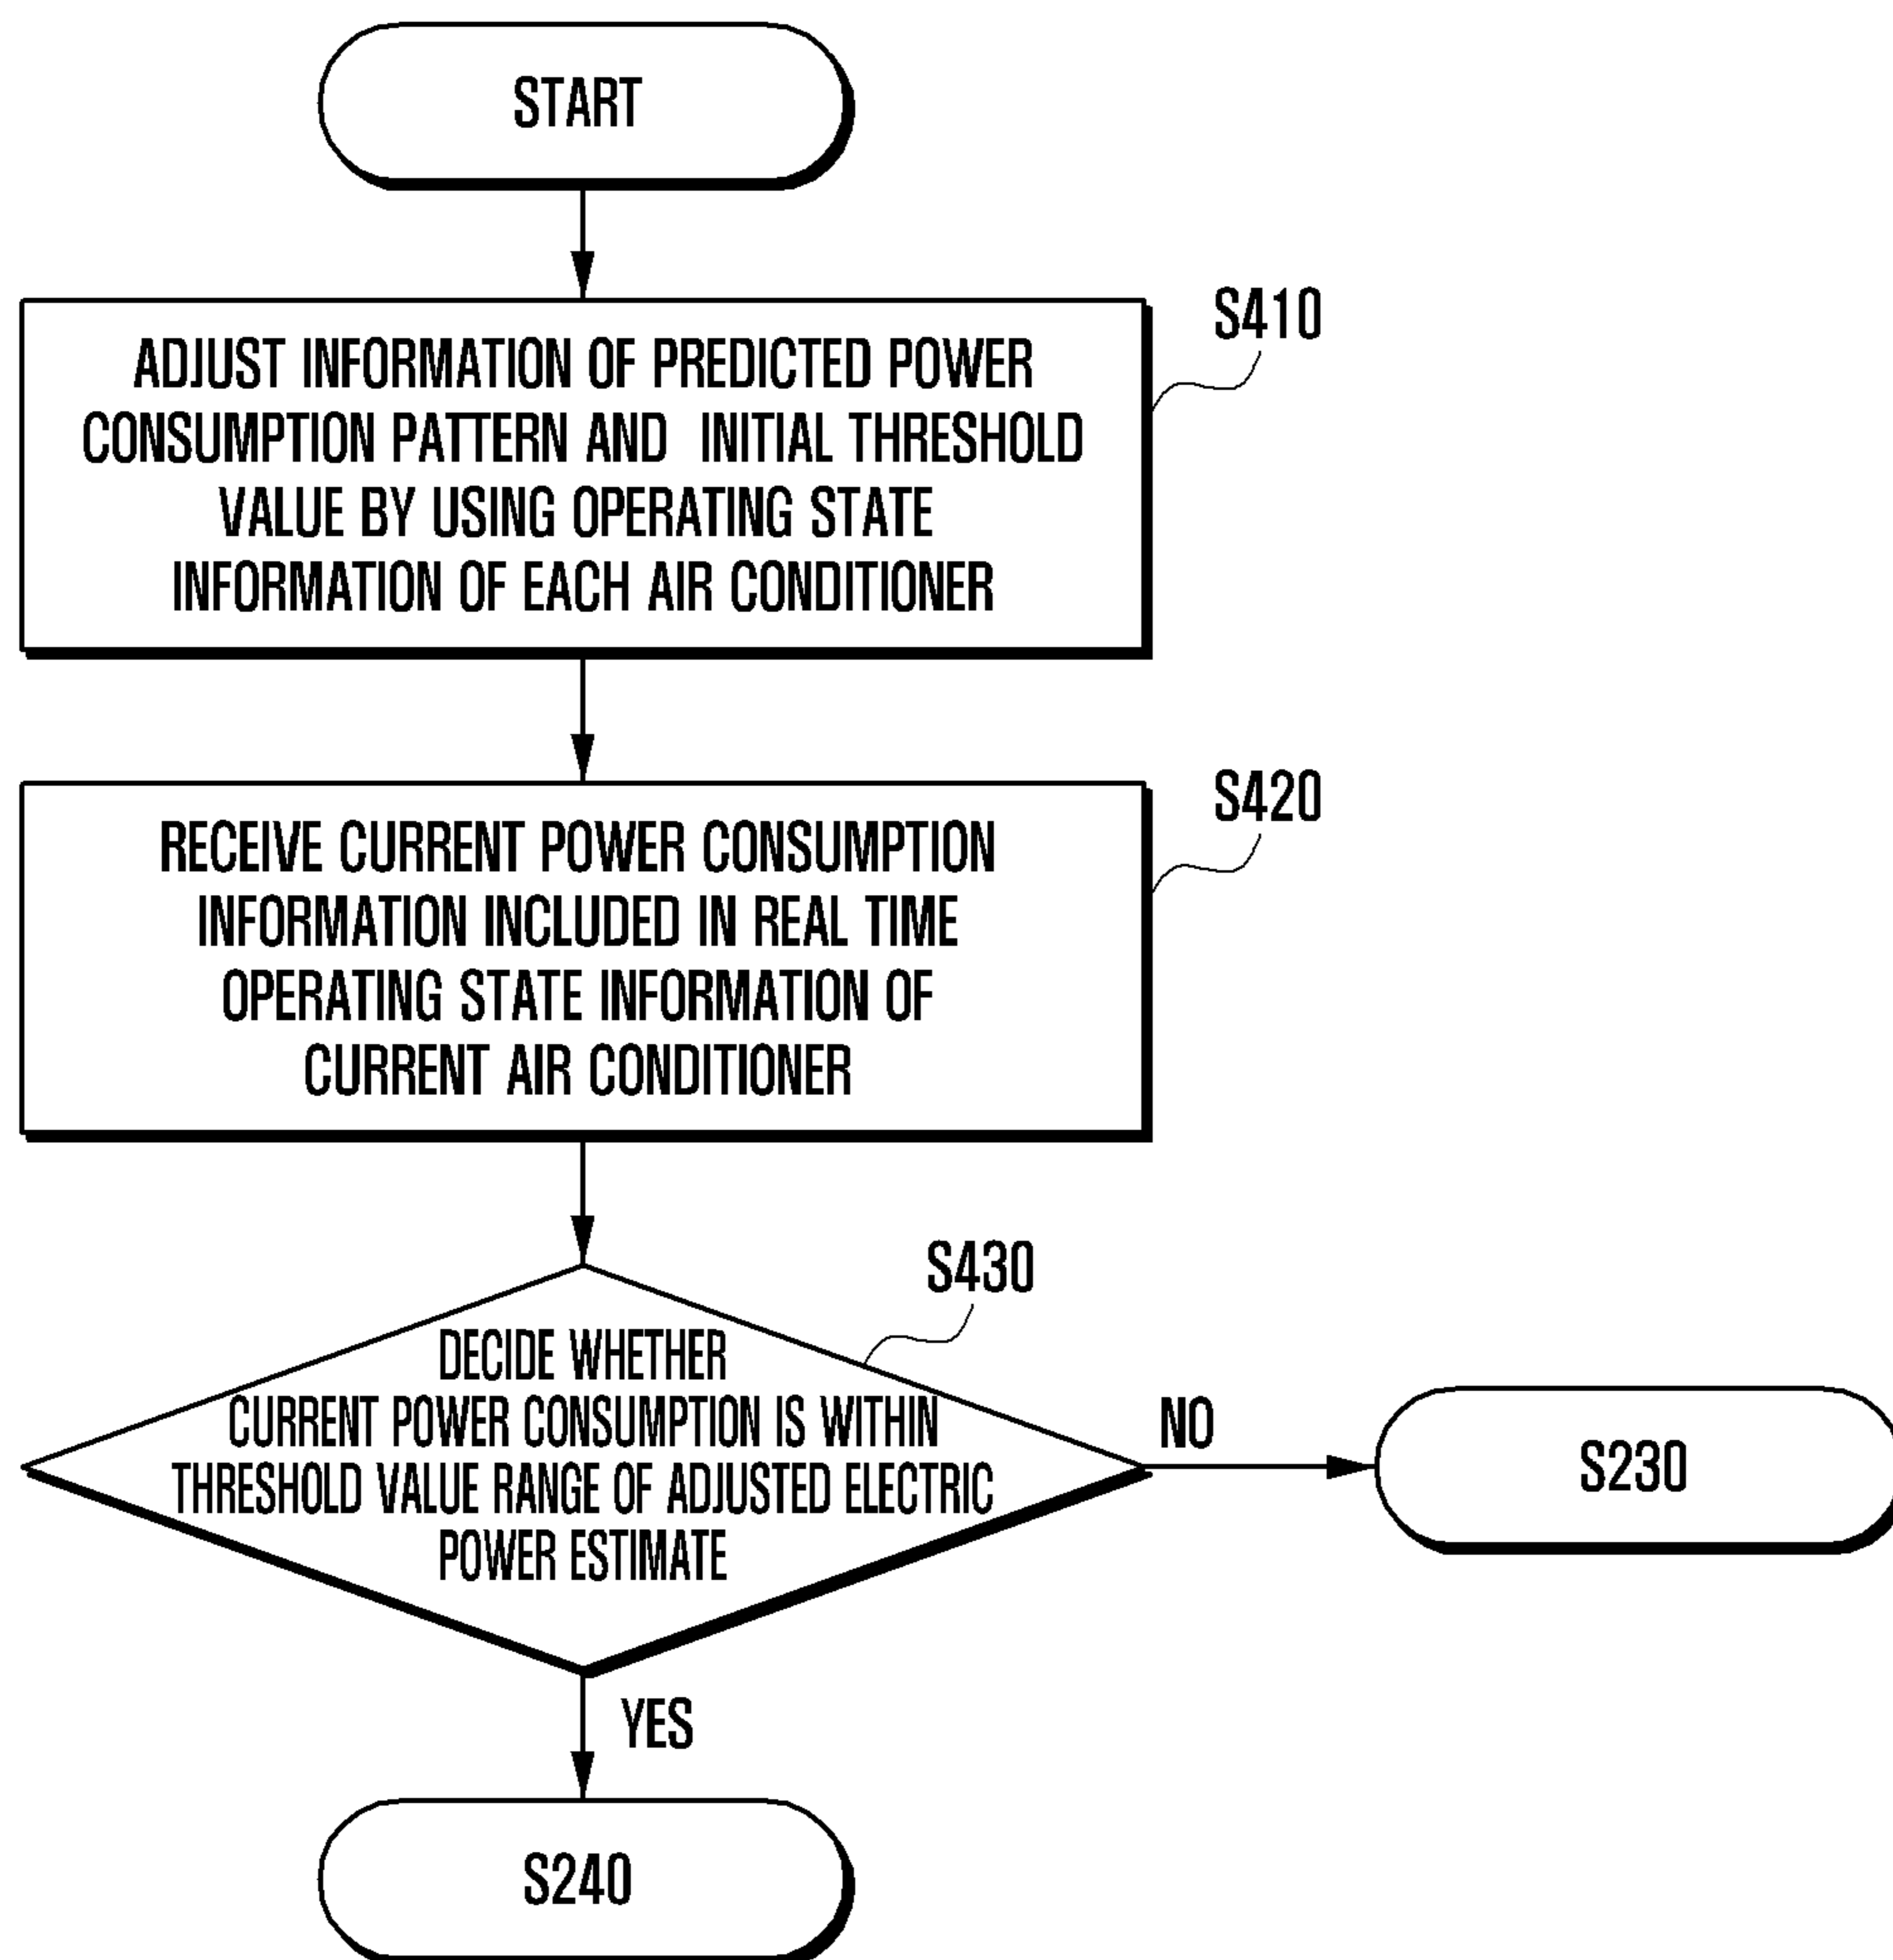 START
S410
ADJUST INFORMATION OF PREDICTED POWER
CONSUMPTION PATTERN AND INITIAL THRESHOLD
VALUE BY USING OPERATING STATE
INFORMATION OF EACH AIR CONDITIONER
S420
RECEIVE CURRENT POWER CONSUMPTION
INFORMATION INCLUDED IN REAL TIME
OPERATING STATE INFORMATION OF
CURRENT AIR CONDITIONER
S430
DECIDE WHETHER
CURRENT POWER CONSUMPTION IS WITHIN
THRESHOLD VALUE RANGE OF ADJUSTED ELECTRIC
POWER ESTIMATE
NO
S230
YES
S240